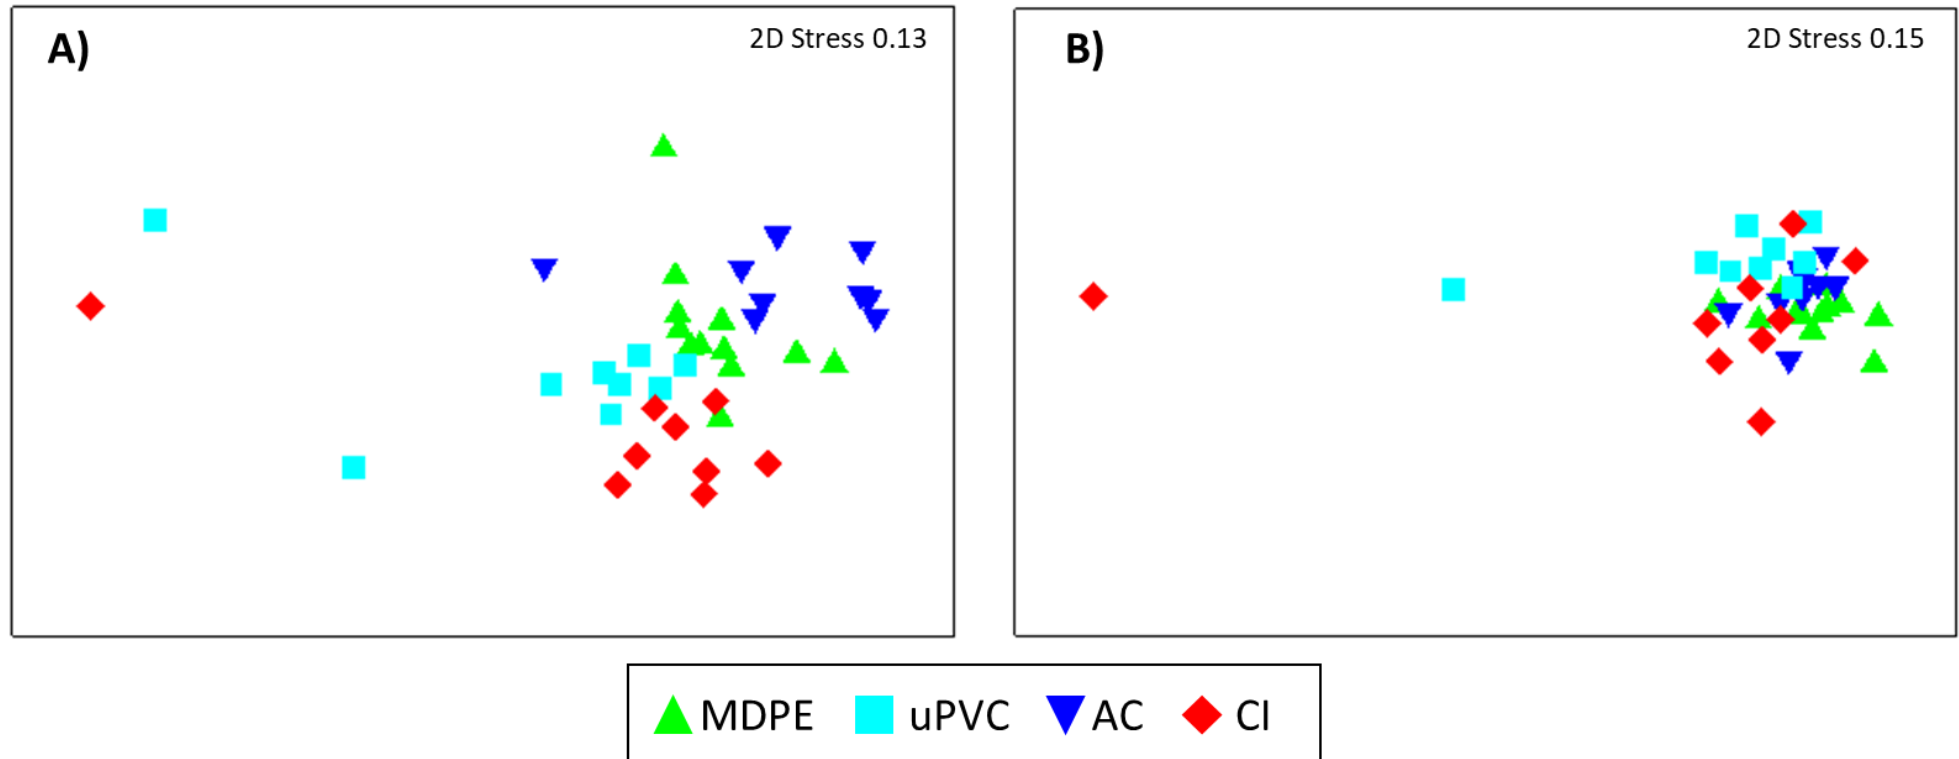 A)
2D Stress 0.13
B)
2D Stress 0.15
MDPE uPVC AC CI